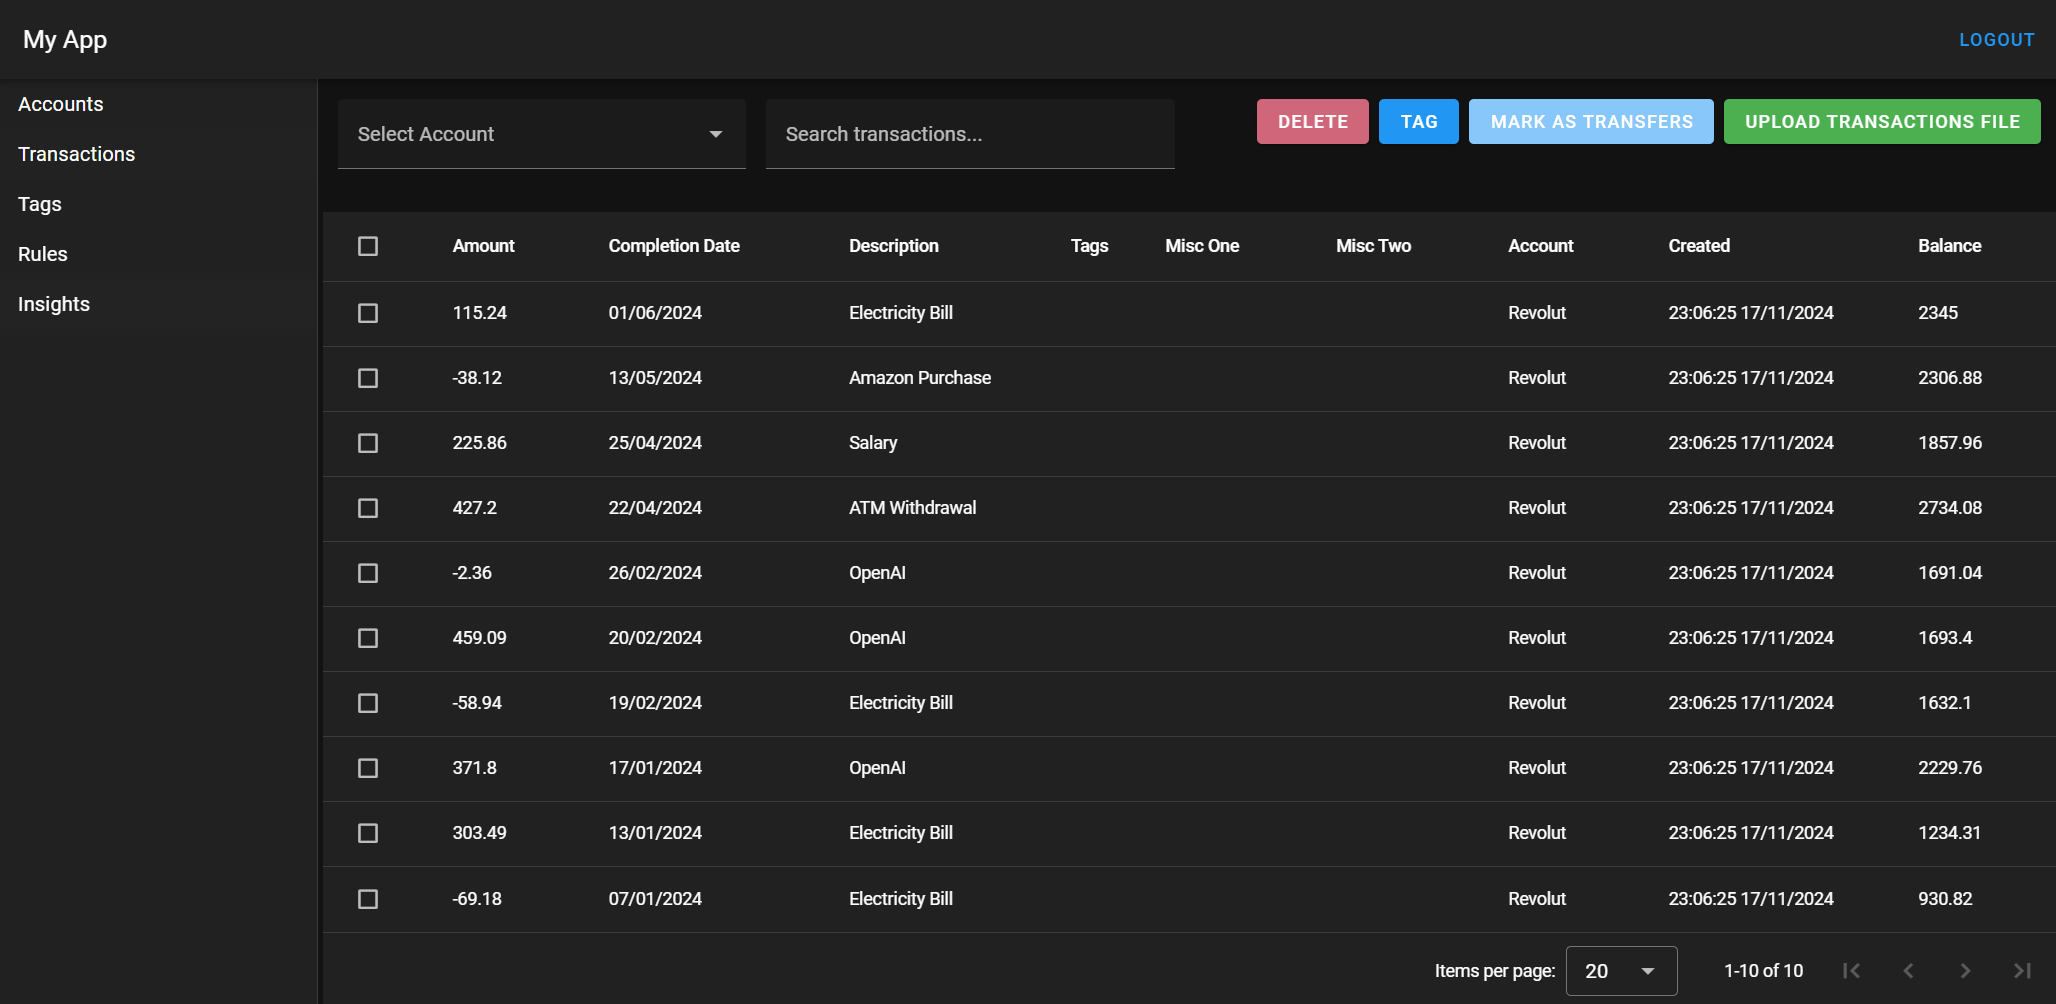 My App
LOGOUT
Accounts
Transactions
Tags
Rules
Insights
Select Account
Search transactions...
DELETE
TAG
MARK AS TRANSFERS
UPLOAD TRANSACTIONS FILE
Amount Completion Date Description Tags Misc One Misc Two Account Created Balance
115.24 01/06/2024 Electricity Bill Revolut 23:06:25 17/11/2024 2345
-38.12 13/05/2024 Amazon Purchase Revolut 23:06:25 17/11/2024 2306.88
225.86 25/04/2024 Salary Revolut 23:06:25 17/11/2024 1857.96
427.2 22/04/2024 ATM Withdrawal Revolut 23:06:25 17/11/2024 2734.08
-2.36 26/02/2024 OpenAI Revolut 23:06:25 17/11/2024 1691.04
459.09 20/02/2024 OpenAI Revolut 23:06:25 17/11/2024 1693.4
-58.94 19/02/2024 Electricity Bill Revolut 23:06:25 17/11/2024 1632.1
371.8 17/01/2024 OpenAI Revolut 23:06:25 17/11/2024 2229.76
303.49 13/01/2024 Electricity Bill Revolut 23:06:25 17/11/2024 1234.31
-69.18 07/01/2024 Electricity Bill Revolut 23:06:25 17/11/2024 930.82
Items per page: 20 1-10 of 10